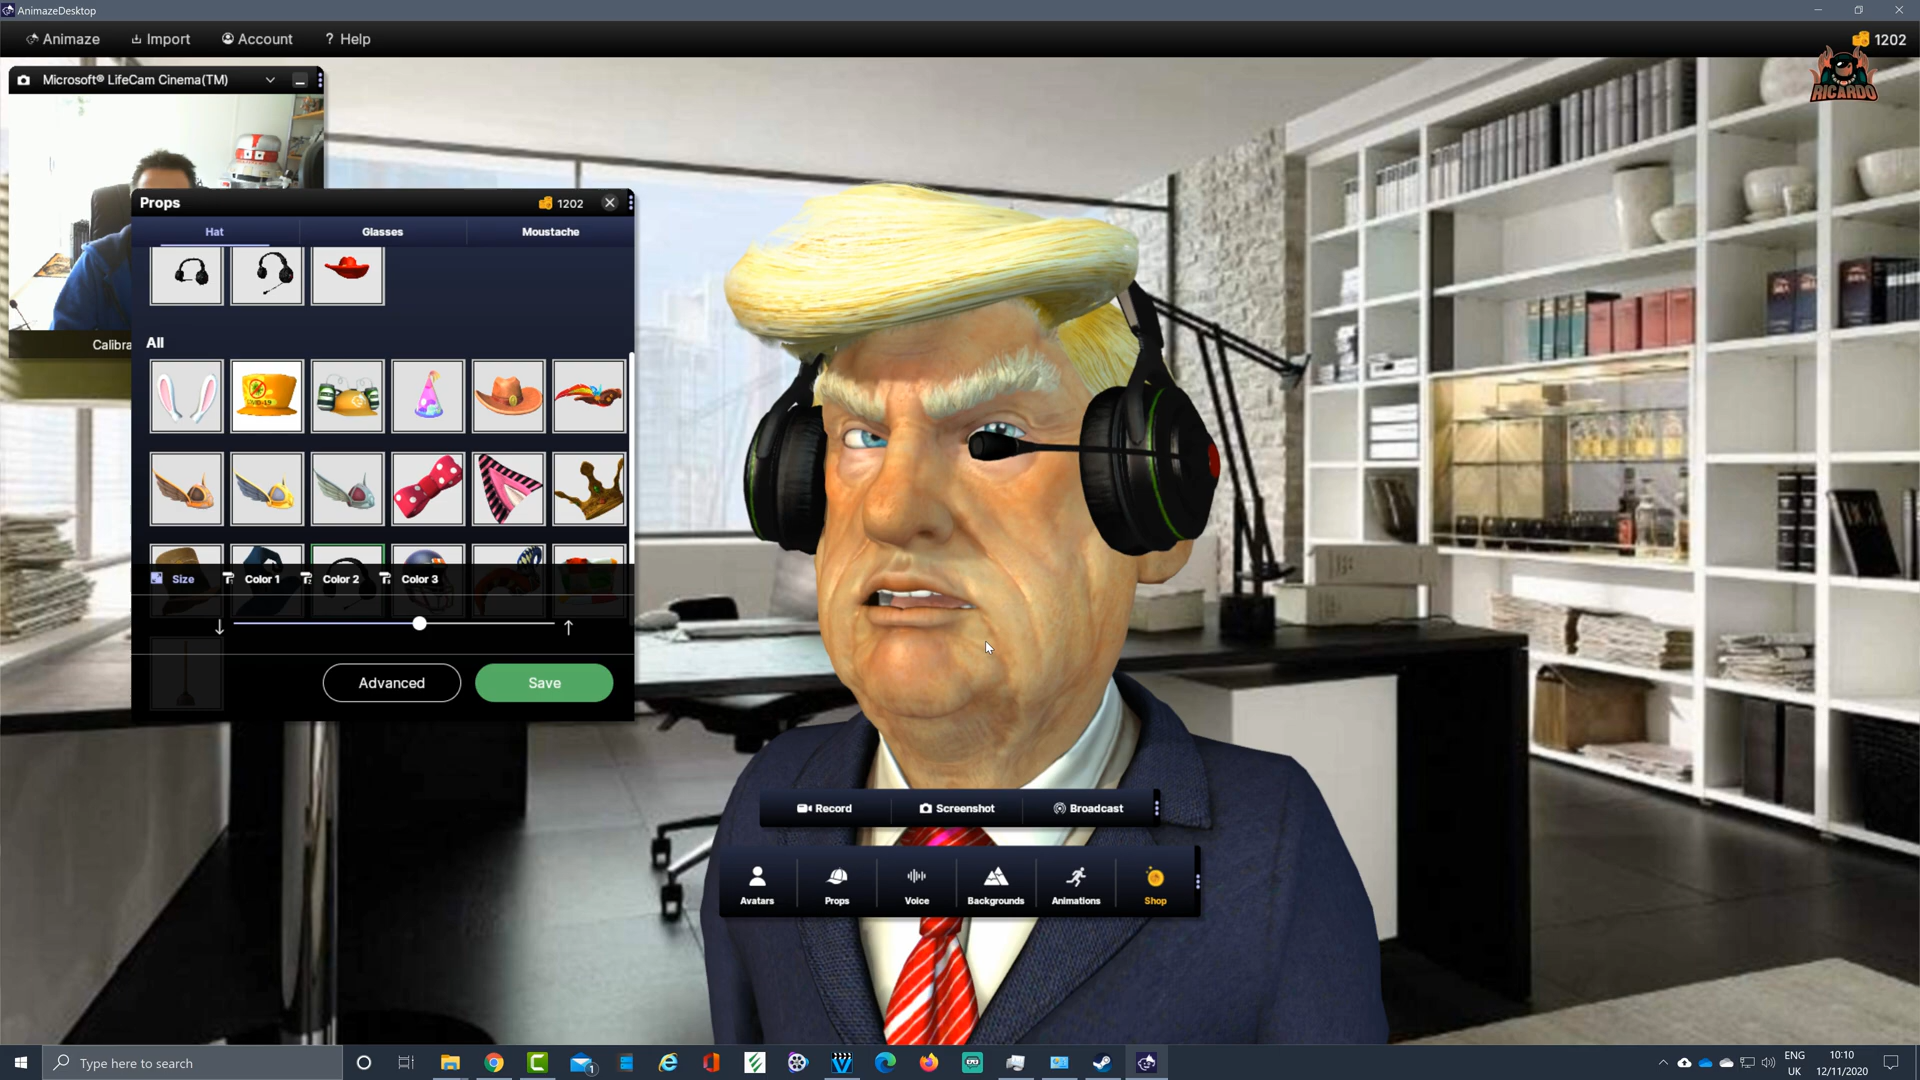 AnimazeDesktop
Animaze Import Account ? Help 1202
RICARDO
Microsoft® LifeCam Cinema(TM)
Props 1202
Hat Glasses Moustache
Calibra
All
Size Color 1 Color 2 Color 3
Advanced Save
Record Screenshot Broadcast
Avatars Props Voice Backgrounds Animations Shop
Type here to search
1
ENG
UK
10:10
12/11/2020